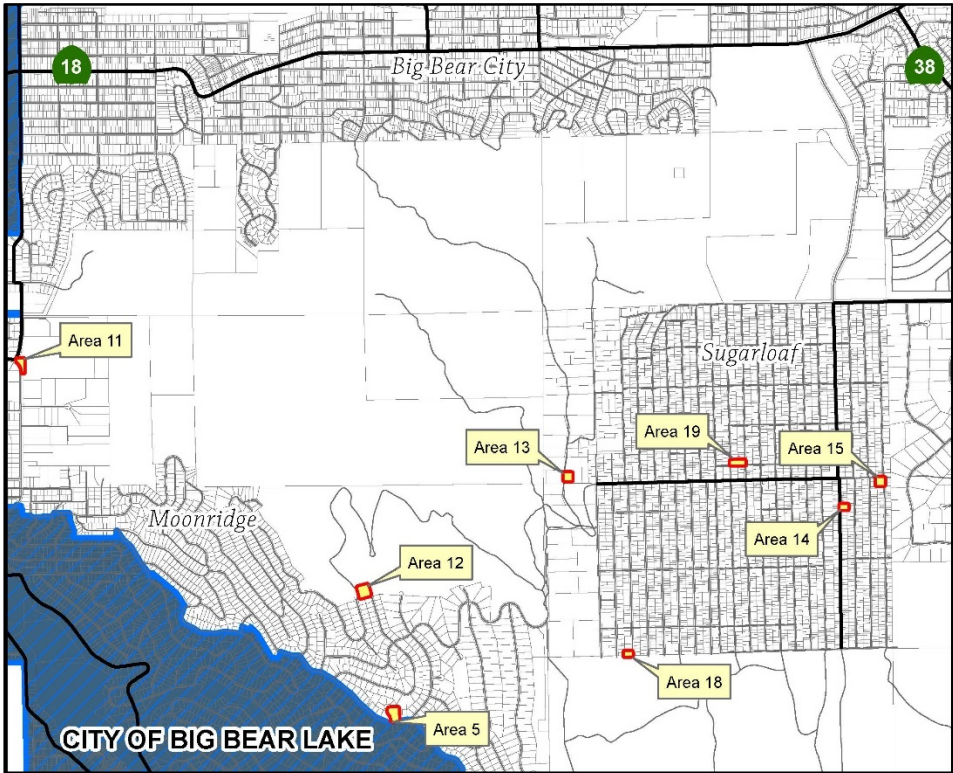 18
Big Bear City
38
Area 11
Sugarloaf
Area 19
Area 13
Area 15
Moonridge
Area 14
Area 12
Area 18
Area 5
CITY OF BIG BEAR LAKE